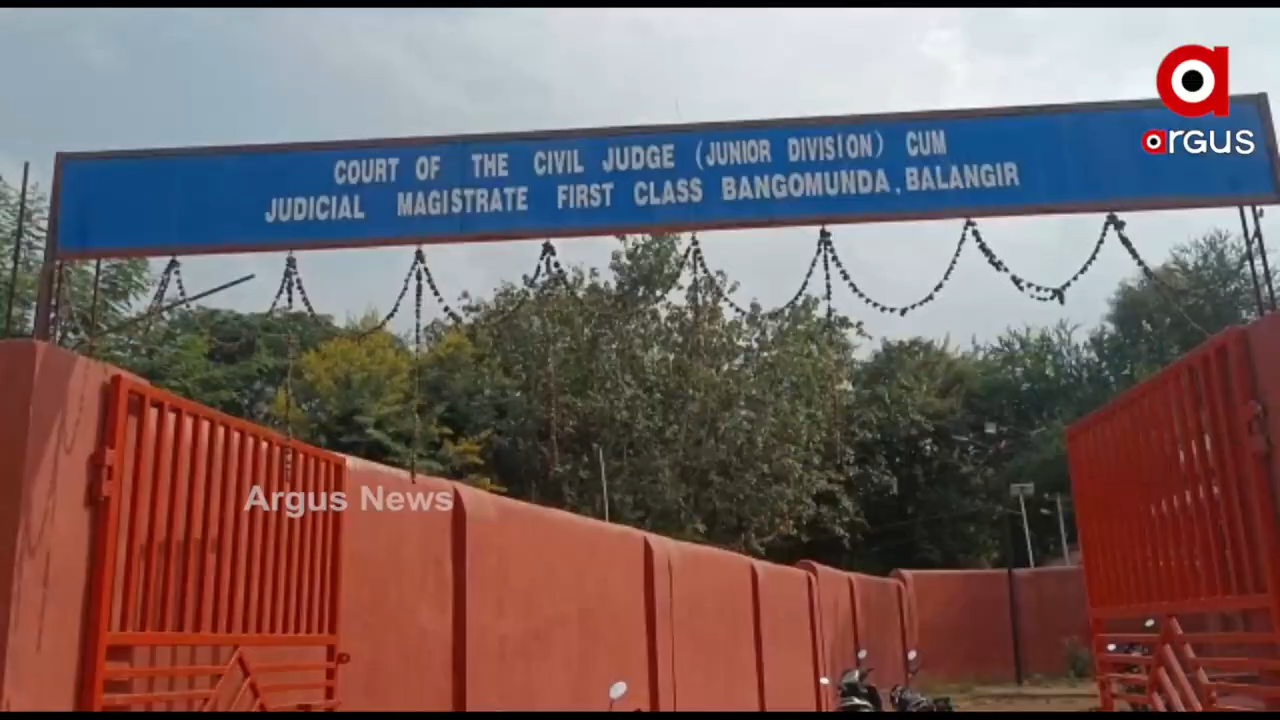 argus
COURT OF THE CIVIL JUDGE (JUNIOR DIVISION) CUM
JUDICIAL MAGISTRATE FIRST CLASS BANGOMUNDA, BALANGIR
Argus News